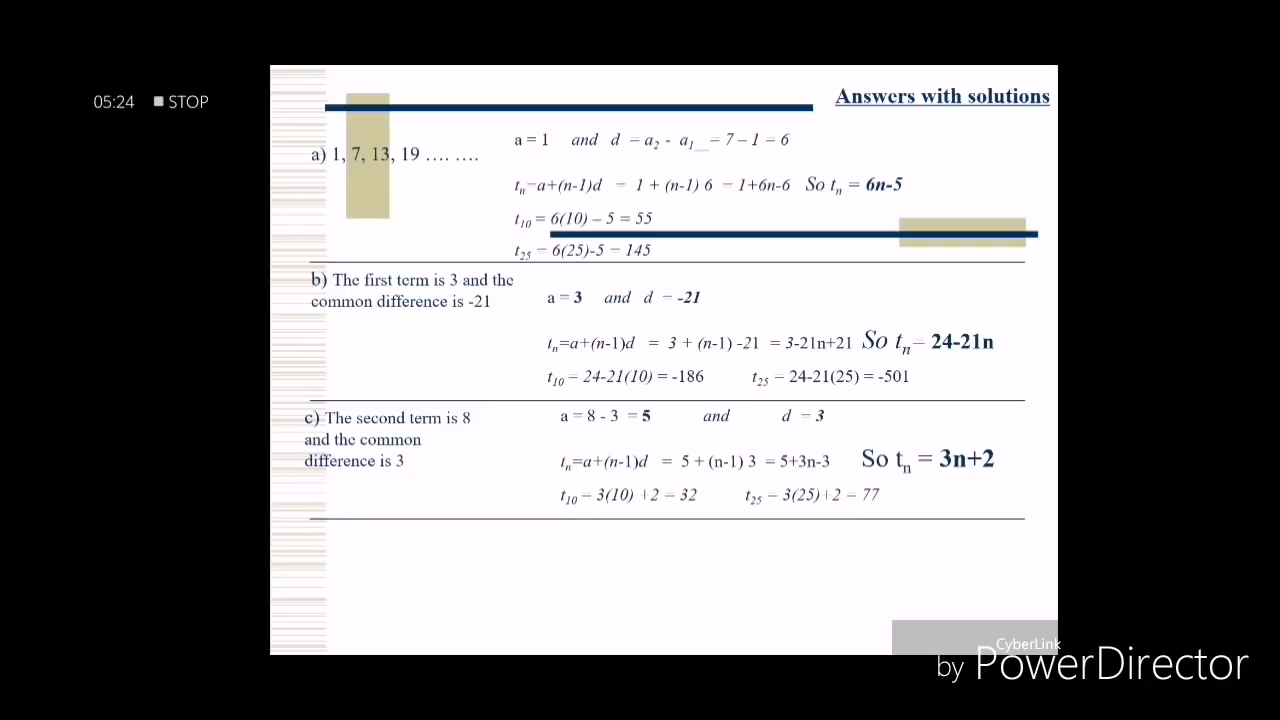 05:24 STOP
Answers with solutions
a) 1, 7, 13, 19 …. ….
a = 1 and d = a₂ - a₁ = 7 – 1 = 6
tₙ=a+(n-1)d = 1 + (n-1) 6 = 1+6n-6 So tₙ = 6n-5
t₁₀ = 6(10) – 5 = 55
t₂₅ = 6(25)-5 = 145
b) The first term is 3 and the
common difference is -21
a = 3 and d = -21
tₙ=a+(n-1)d = 3 + (n-1) -21 = 3-21n+21 So tₙ= 24-21n
t₁₀ = 24-21(10) = -186 t₂₅ = 24-21(25) = -501
c) The second term is 8
and the common
difference is 3
a = 8 - 3 = 5 and d = 3
tₙ=a+(n-1)d = 5 + (n-1) 3 = 5+3n-3 So tₙ = 3n+2
t₁₀ = 3(10) +2 = 32 t₂₅ = 3(25)+2 = 77
CyberLink
by PowerDirector